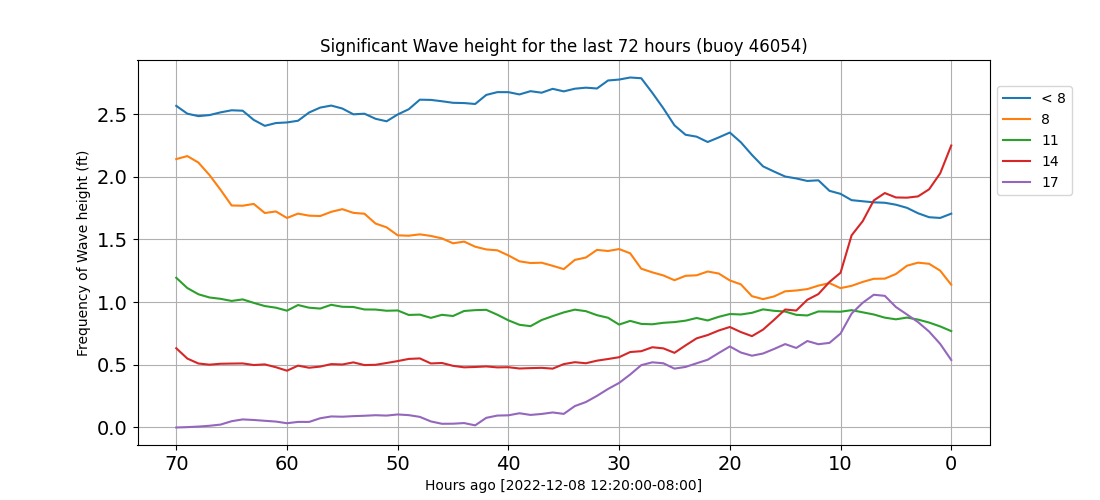 Significant Wave height for the last 72 hours (buoy 46054)
Frequency of Wave height (ft)
2.5
2.0
1.5
1.0
0.5
0.0
70 60 50 40 30 20 10 0
Hours ago [2022-12-08 12:20:00-08:00]
< 8
8
11
14
17